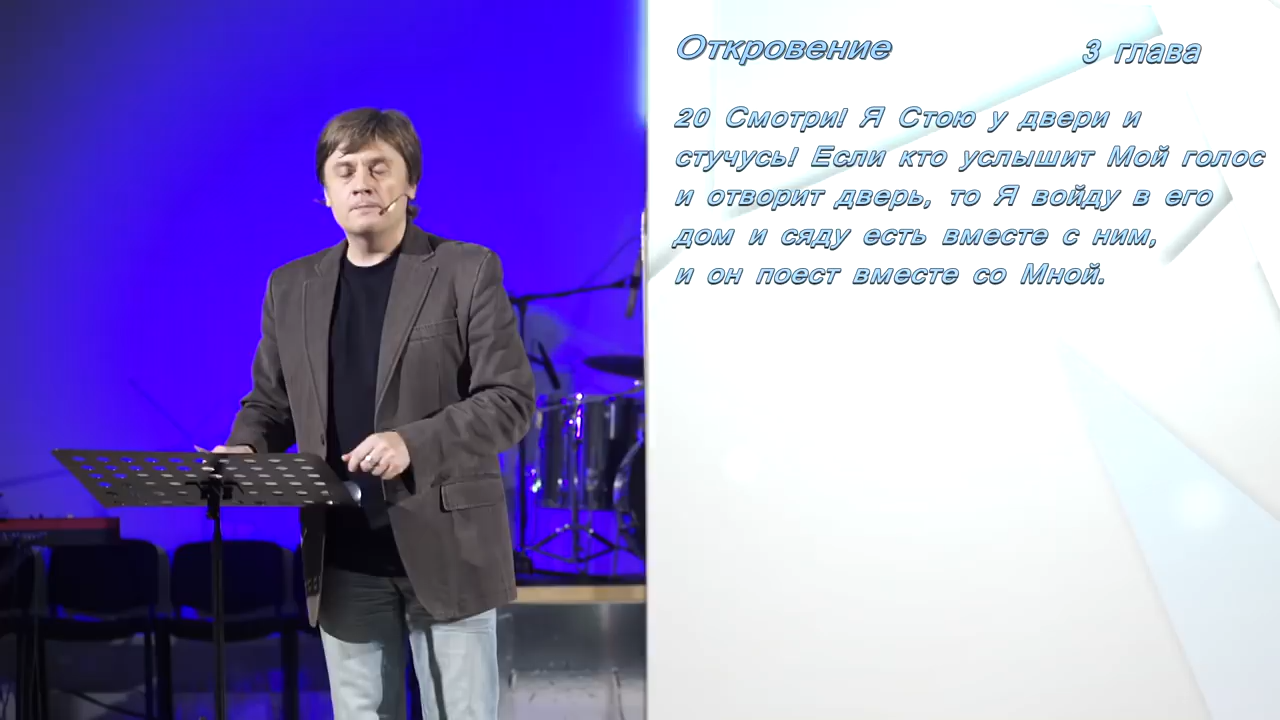 Откровение 3 глава
20 Смотри! Я Стою у двери и
стучусь! Если кто услышит Мой голос
и отворит дверь, то Я войду в его
дом и сяду есть вместе с ним,
и он поест вместе со Мной.